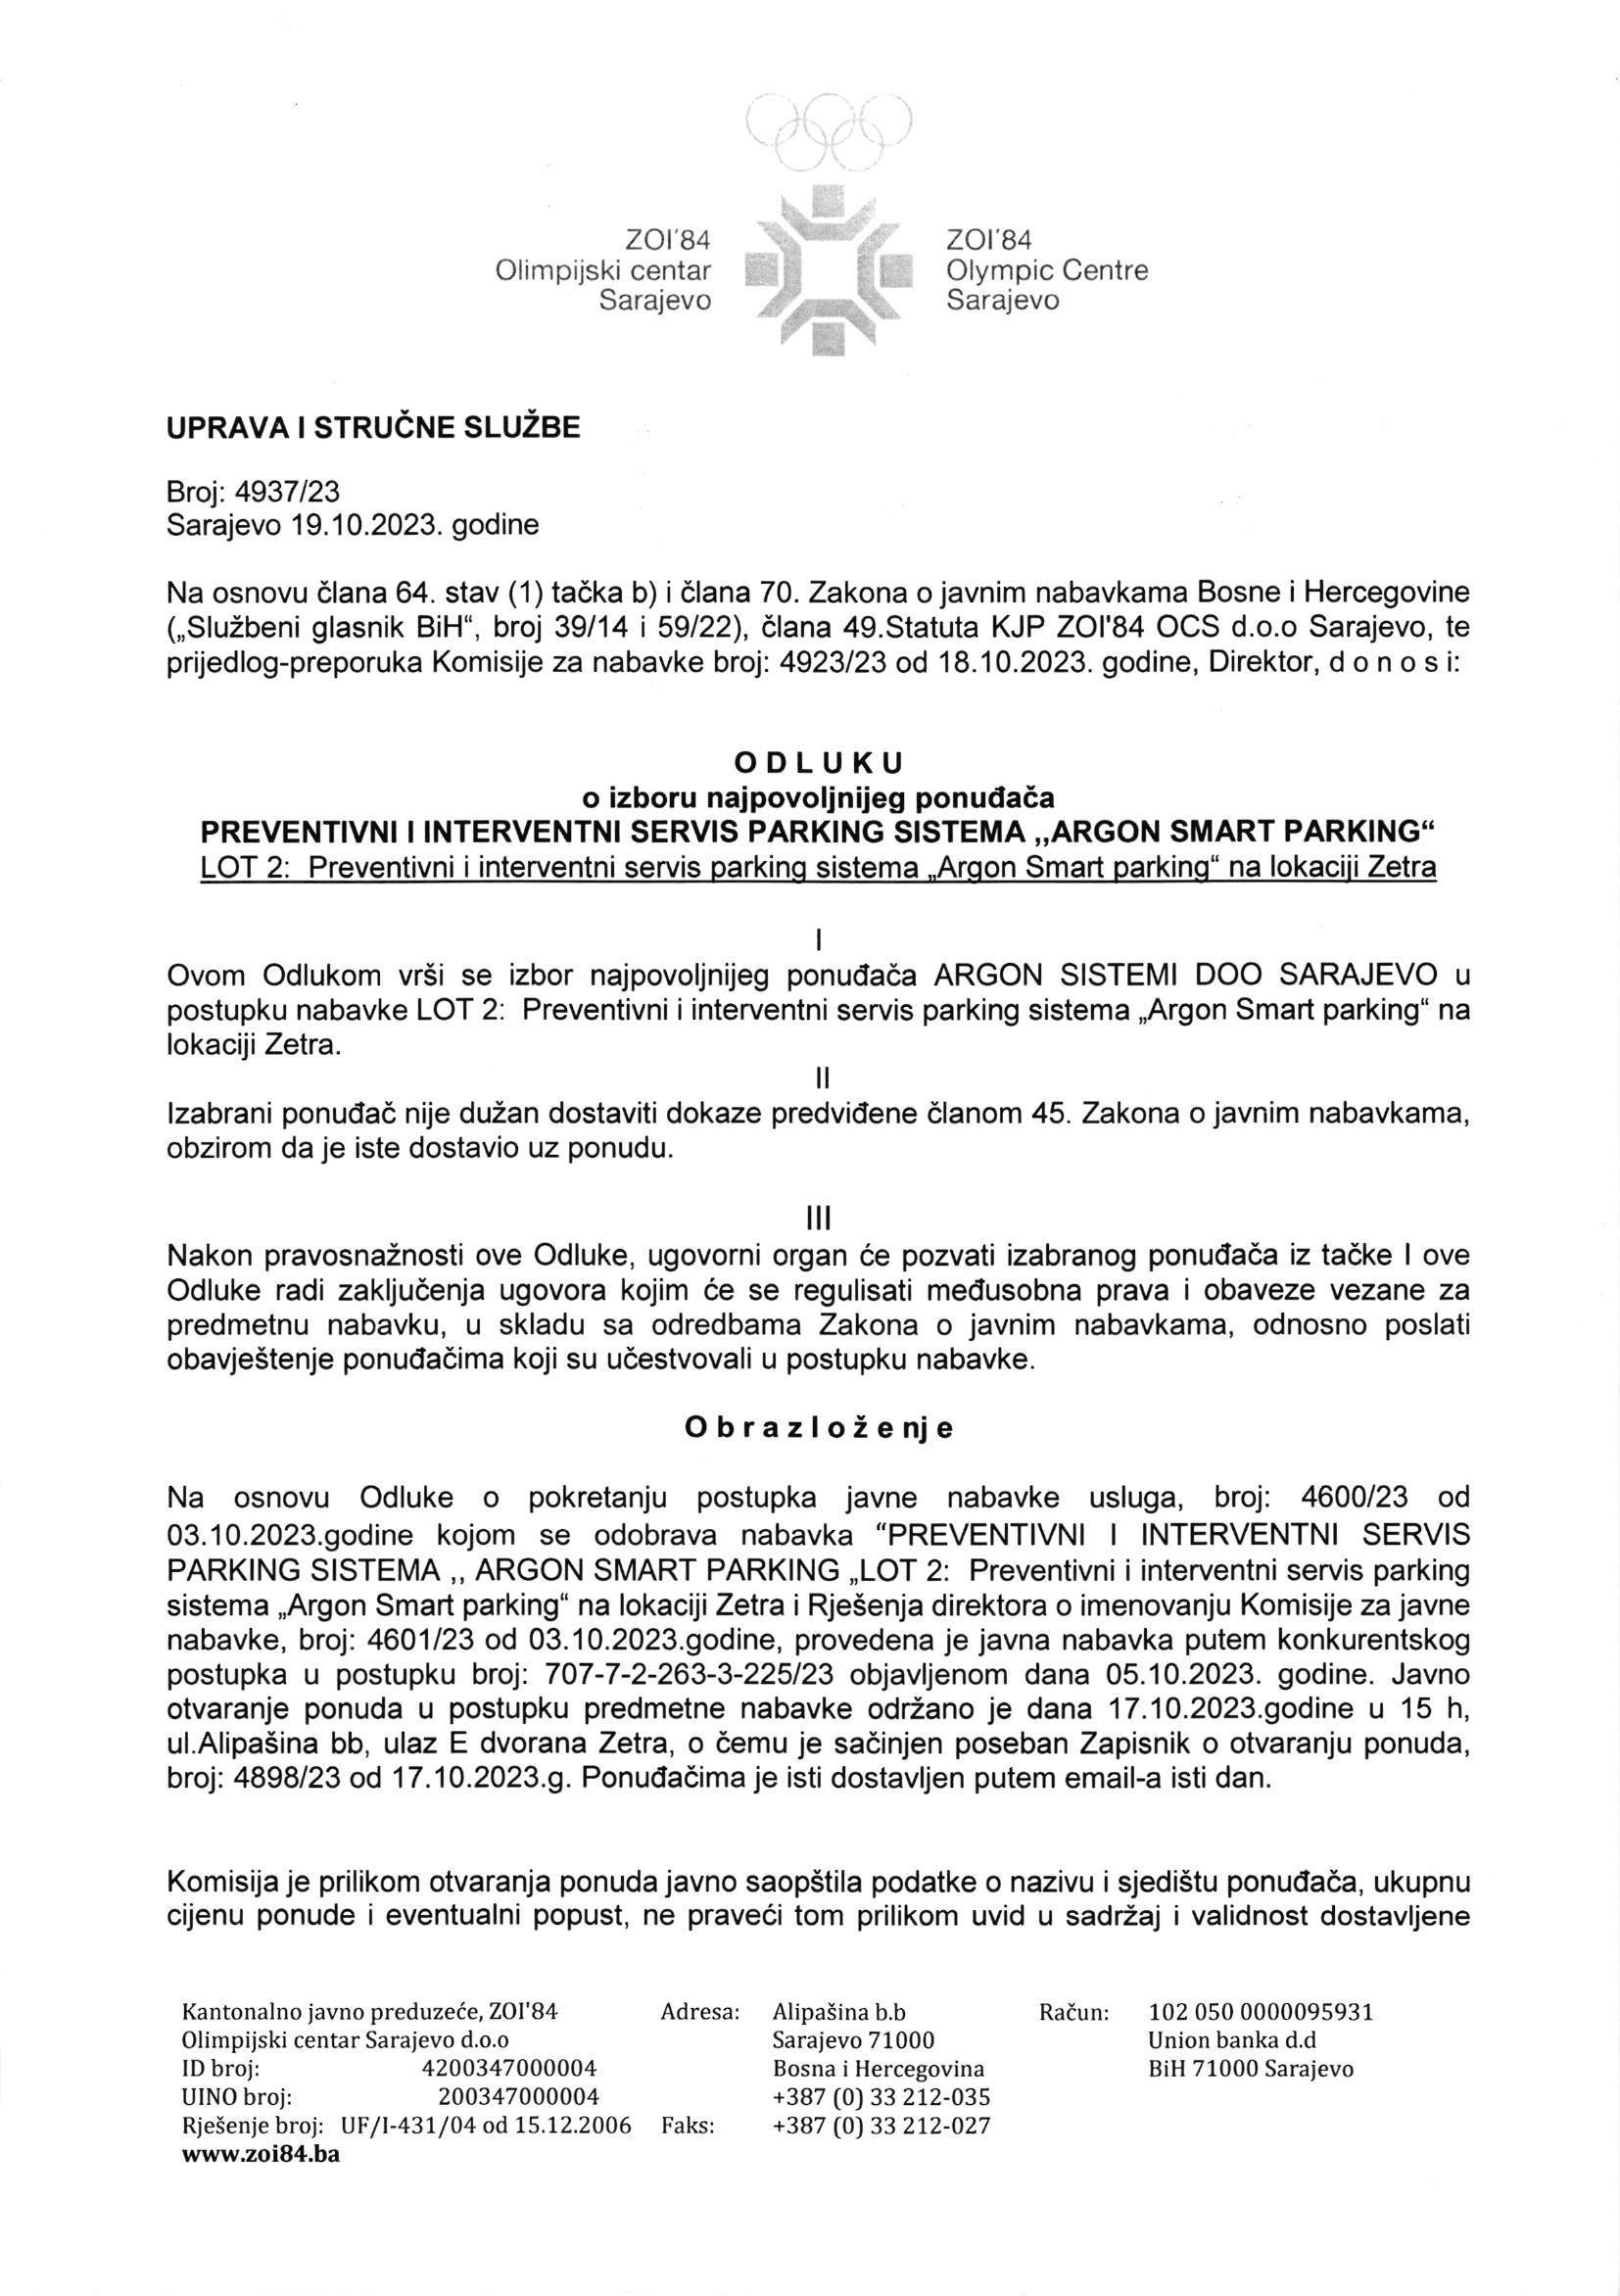 ZOI'84
Olimpijski centar
Sarajevo
ZOI'84
Olympic Centre
Sarajevo
UPRAVA I STRUČNE SLUŽBE
Broj: 4937/23
Sarajevo 19.10.2023. godine
Na osnovu člana 64. stav (1) tačka b) i člana 70. Zakona o javnim nabavkama Bosne i Hercegovine
(„Službeni glasnik BiH“, broj 39/14 i 59/22), člana 49.Statuta KJP ZOI'84 OCS d.o.o Sarajevo, te
prijedlog-preporuka Komisije za nabavke broj: 4923/23 od 18.10.2023. godine, Direktor, d o n o s i:
O D L U K U
o izboru najpovoljnijeg ponuđača
PREVENTIVNI I INTERVENTNI SERVIS PARKING SISTEMA ,,ARGON SMART PARKING“
LOT 2: Preventivni i interventni servis parking sistema „Argon Smart parking“ na lokaciji Zetra
I
Ovom Odlukom vrši se izbor najpovoljnijeg ponuđača ARGON SISTEMI DOO SARAJEVO u
postupku nabavke LOT 2: Preventivni i interventni servis parking sistema „Argon Smart parking“ na
lokaciji Zetra.
II
Izabrani ponuđač nije dužan dostaviti dokaze predviđene članom 45. Zakona o javnim nabavkama,
obzirom da je iste dostavio uz ponudu.
III
Nakon pravosnažnosti ove Odluke, ugovorni organ će pozvati izabranog ponuđača iz tačke I ove
Odluke radi zaključenja ugovora kojim će se regulisati međusobna prava i obaveze vezane za
predmetnu nabavku, u skladu sa odredbama Zakona o javnim nabavkama, odnosno poslati
obavještenje ponuđačima koji su učestvovali u postupku nabavke.
O b r a z l o ž e nj e
Na osnovu Odluke o pokretanju postupka javne nabavke usluga, broj: 4600/23 od
03.10.2023.godine kojom se odobrava nabavka “PREVENTIVNI I INTERVENTNI SERVIS
PARKING SISTEMA ,, ARGON SMART PARKING „LOT 2: Preventivni i interventni servis parking
sistema „Argon Smart parking“ na lokaciji Zetra i Rješenja direktora o imenovanju Komisije za javne
nabavke, broj: 4601/23 od 03.10.2023.godine, provedena je javna nabavka putem konkurentskog
postupka u postupku broj: 707-7-2-263-3-225/23 objavljenom dana 05.10.2023. godine. Javno
otvaranje ponuda u postupku predmetne nabavke održano je dana 17.10.2023.godine u 15 h,
ul.Alipašina bb, ulaz E dvorana Zetra, o čemu je sačinjen poseban Zapisnik o otvaranju ponuda,
broj: 4898/23 od 17.10.2023.g. Ponuđačima je isti dostavljen putem email-a isti dan.
Komisija je prilikom otvaranja ponuda javno saopštila podatke o nazivu i sjedištu ponuđača, ukupnu
cijenu ponude i eventualni popust, ne praveći tom prilikom uvid u sadržaj i validnost dostavljene
Kantonalno javno preduzeće, ZOI'84 Adresa: Alipašina b.b Račun: 102 050 0000095931
Olimpijski centar Sarajevo d.o.o Sarajevo 71000 Union banka d.d
ID broj: 4200347000004 Bosna i Hercegovina BiH 71000 Sarajevo
UINO broj: 200347000004 +387 (0) 33 212-035
Rješenje broj: UF/I-431/04 od 15.12.2006 Faks: +387 (0) 33 212-027
www.zoi84.ba